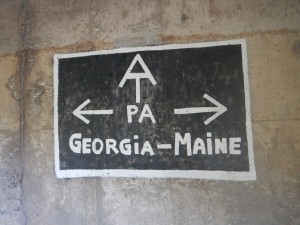 AT
← PA →
GEORGIA-MAINE